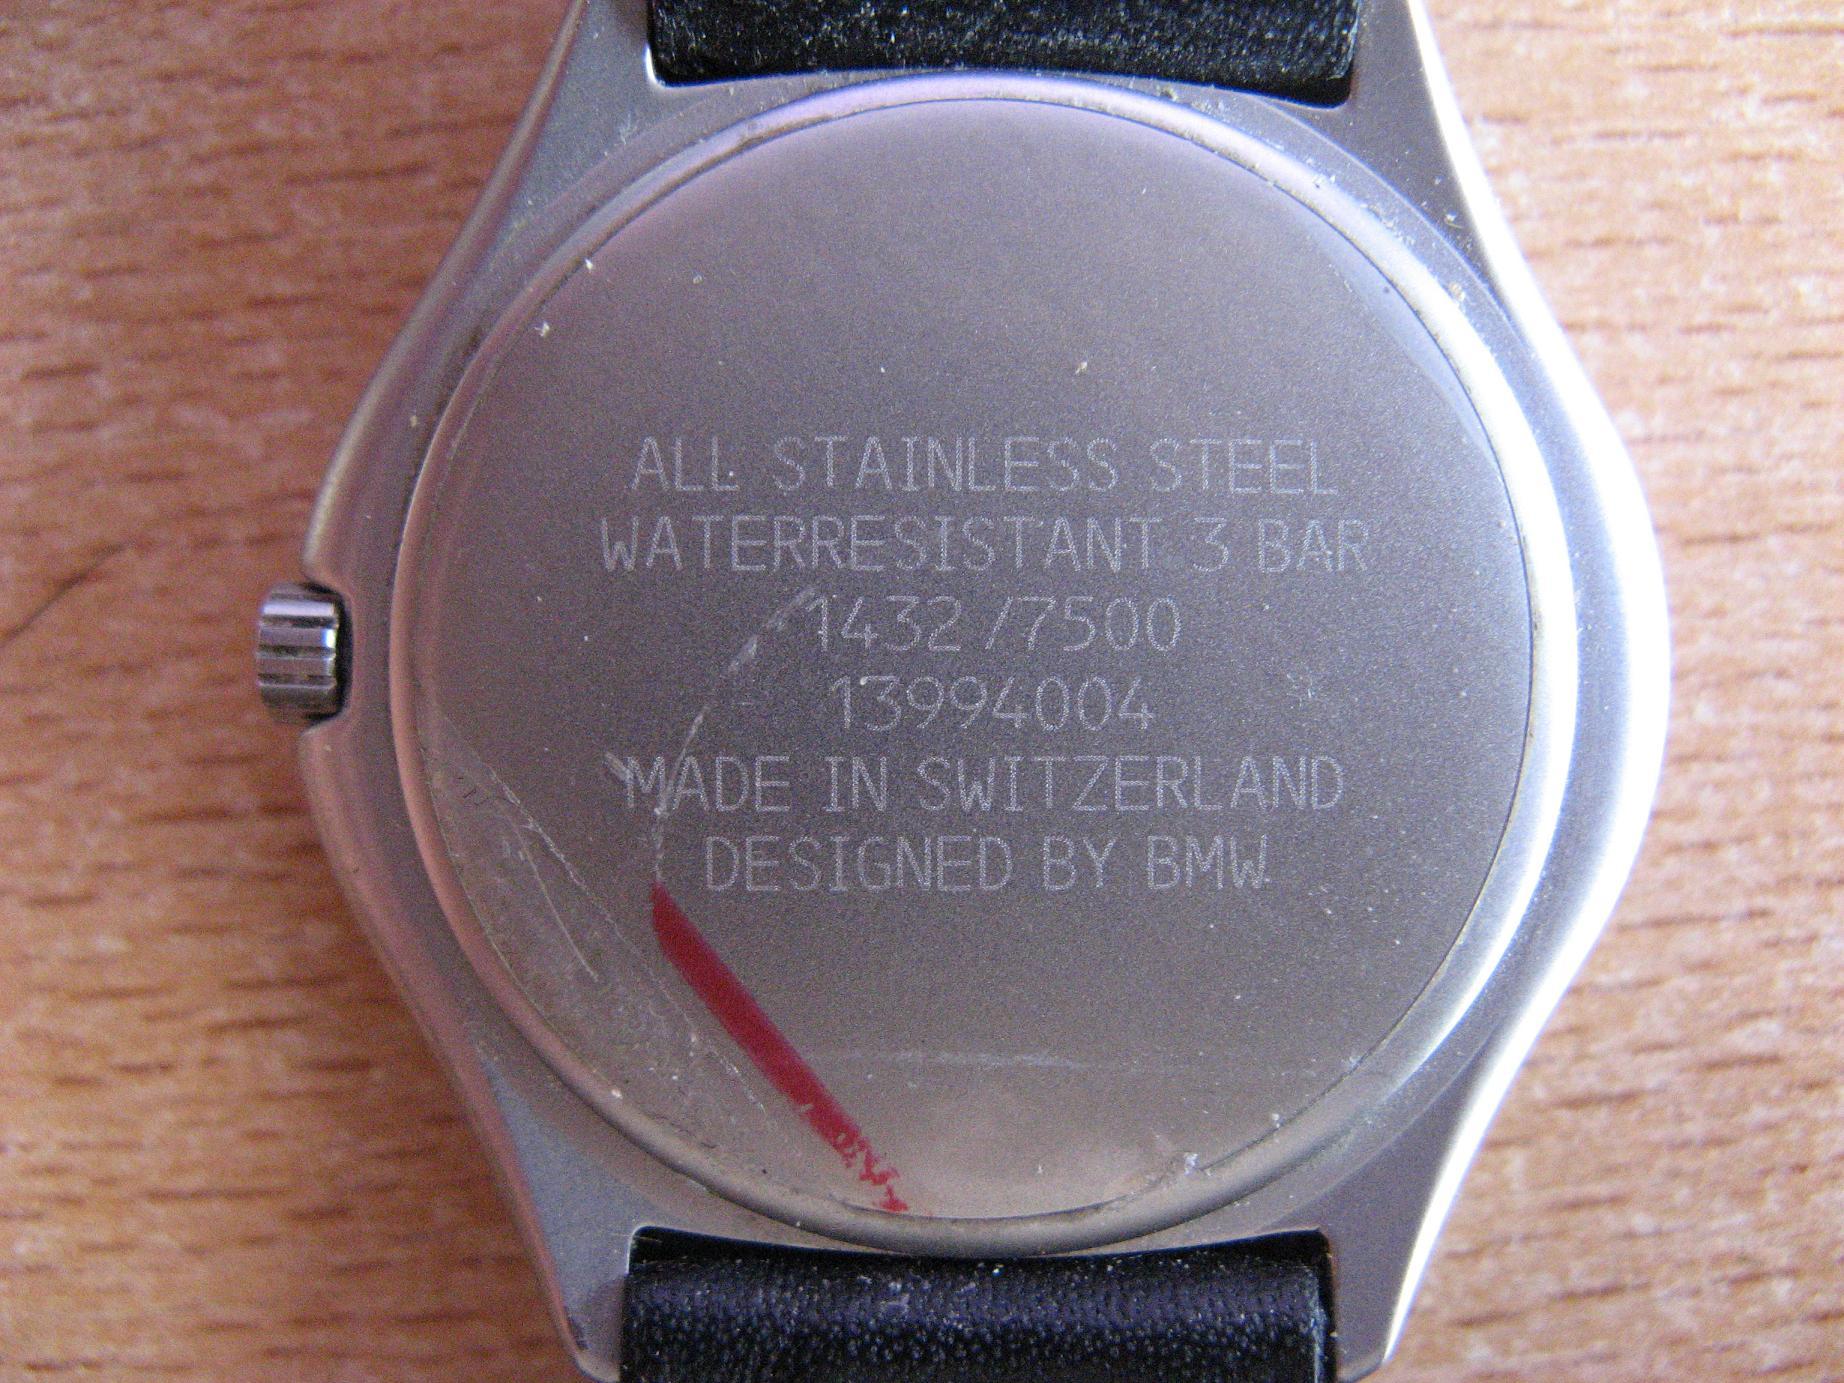 ALL STAINLESS STEEL
WATERRESISTANT 3 BAR
1432/7500
13994004
MADE IN SWITZERLAND
DESIGNED BY BMW